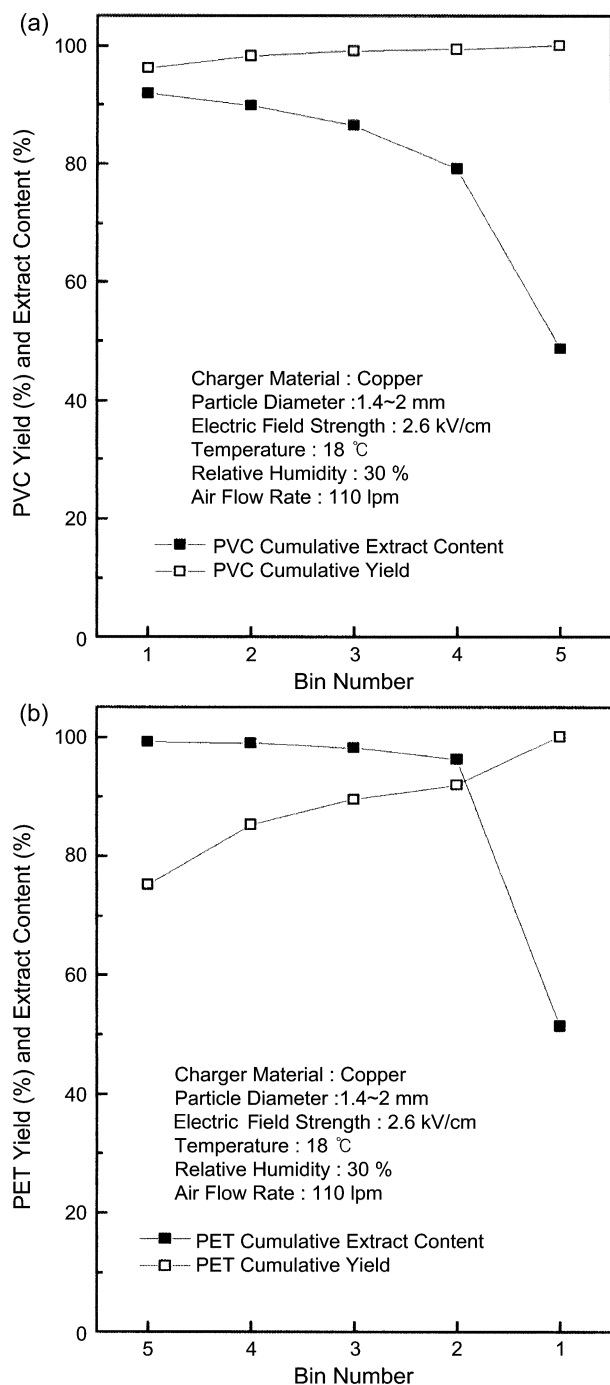 (a)
PVC Yield (%) and Extract Content (%)
100
80
60
40
20
0
Charger Material : Copper
Particle Diameter :1.4~2 mm
Electric Field Strength : 2.6 kV/cm
Temperature : 18 ℃
Relative Humidity : 30 %
Air Flow Rate : 110 lpm
PVC Cumulative Extract Content
PVC Cumulative Yield
1 2 3 4 5
Bin Number
(b)
PET Yield (%) and Extract Content (%)
100
80
60
40
20
0
Charger Material : Copper
Particle Diameter :1.4~2 mm
Electric Field Strength : 2.6 kV/cm
Temperature : 18 ℃
Relative Humidity : 30 %
Air Flow Rate : 110 lpm
PET Cumulative Extract Content
PET Cumulative Yield
5 4 3 2 1
Bin Number